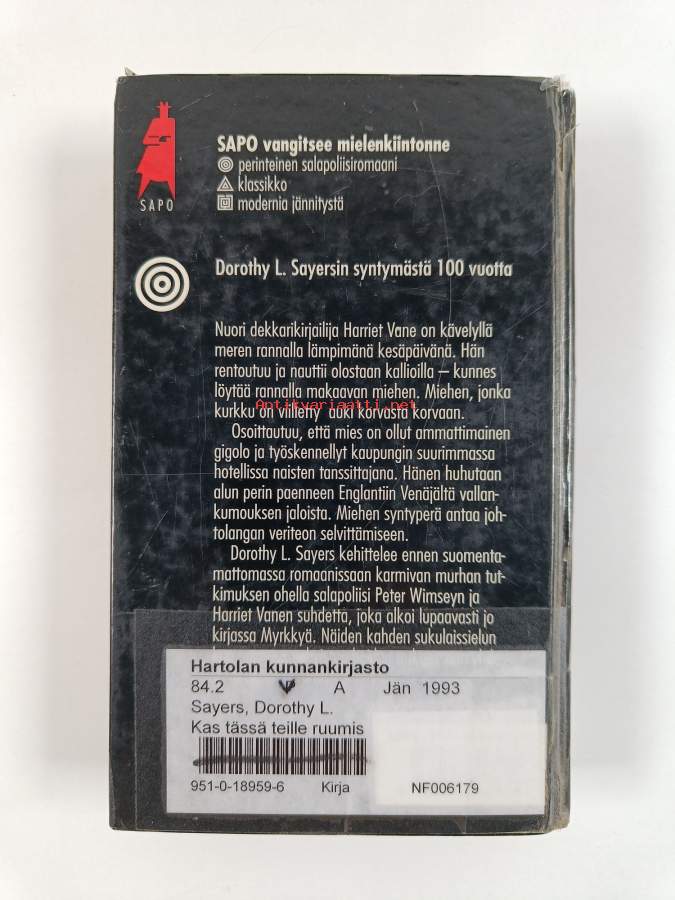 SAPO vangitsee mielenkiintonne
perinteinen salapoliisiromaani
klassikko
modernia jännitystä
SAPO
Dorothy L. Sayersin syntymästä 100 vuotta
Nuori dekkarikirjailija Harriet Vane on kävelyllä
meren rannalla lämpimänä kesäpäivänä. Hän
rentoutuu ja nauttii olostaan kallioilla – kunnes
löytää rannalla makaavan miehen. Miehen, jonka
Antikvariaatti.net
kurkku on viilletty auki korvasta korvaan.
Osoittautuu, että mies on ollut ammattimainen
gigolo ja työskennellyt kaupungin suurimmassa
hotellissa naisten tanssittajana. Hänen huhutaan
alun perin paenneen Englantiin Venäjältä vallan-
kumouksen jaloista. Miehen syntyperä antaa joh-
tolangan veriteon selvittämiseen.
Dorothy L. Sayers kehittelee ennen suomenta-
mattomassa romaanissaan karmivan murhan tut-
kimuksen ohella salapoliisi Peter Wimseyn ja
Harriet Vanen suhdetta, joka alkoi lupaavasti jo
kirjassa Myrkkyä. Näiden kahden sukulaissielun
Hartolan kunnankirjasto
84.2 A Jän 1993
Sayers, Dorothy L.
Kas tässä teille ruumis
951-0-18959-6 Kirja NF006179